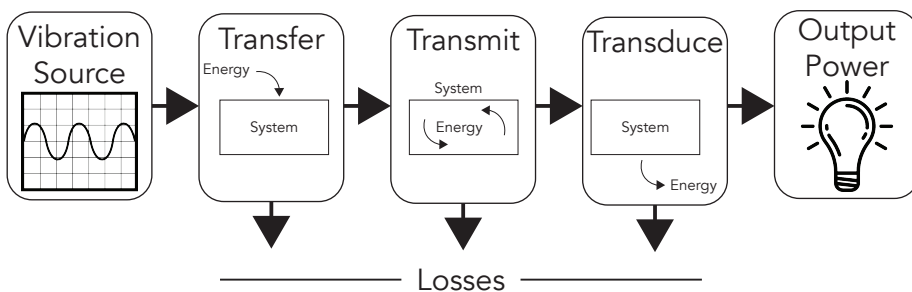 Vibration
Source
Transfer
Energy
System
Transmit
System
Energy
Transduce
System
Energy
Output
Power
Losses